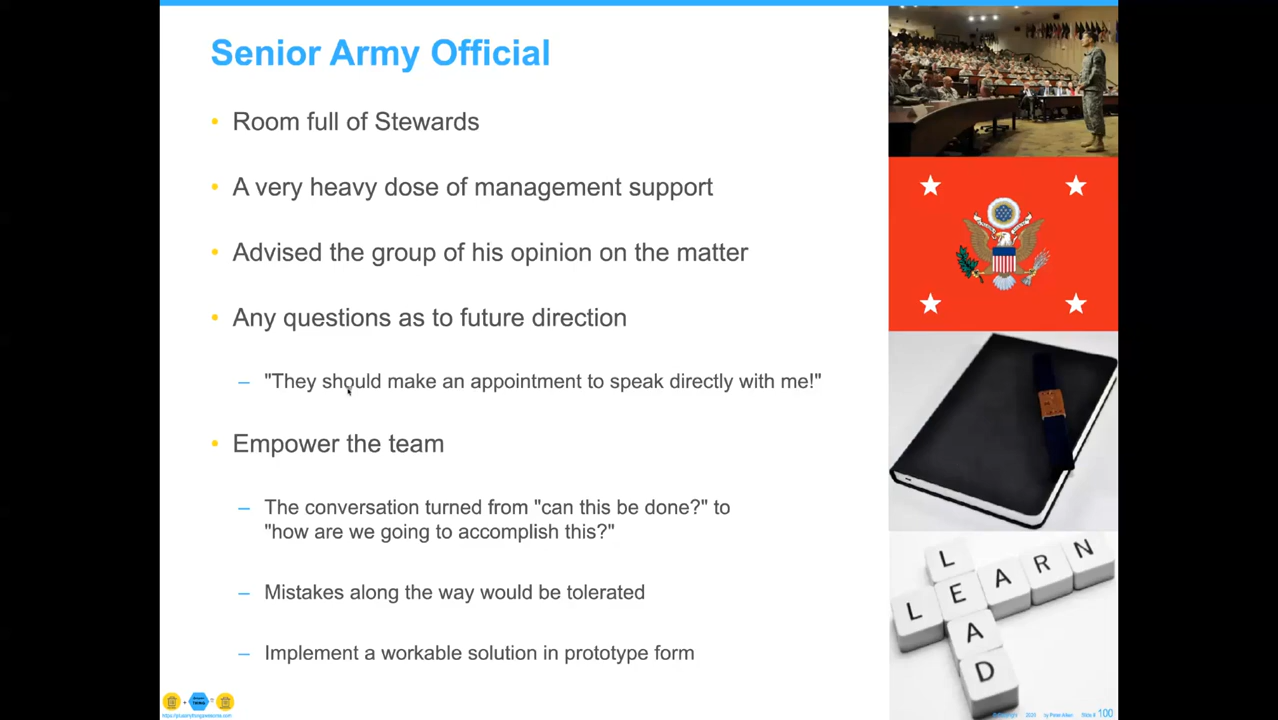 Senior Army Official
• Room full of Stewards
• A very heavy dose of management support
• Advised the group of his opinion on the matter
• Any questions as to future direction
– "They should make an appointment to speak directly with me!"
• Empower the team
– The conversation turned from "can this be done?" to
"how are we going to accomplish this?"
– Mistakes along the way would be tolerated
– Implement a workable solution in prototype form
L
LEARN
A
D
100